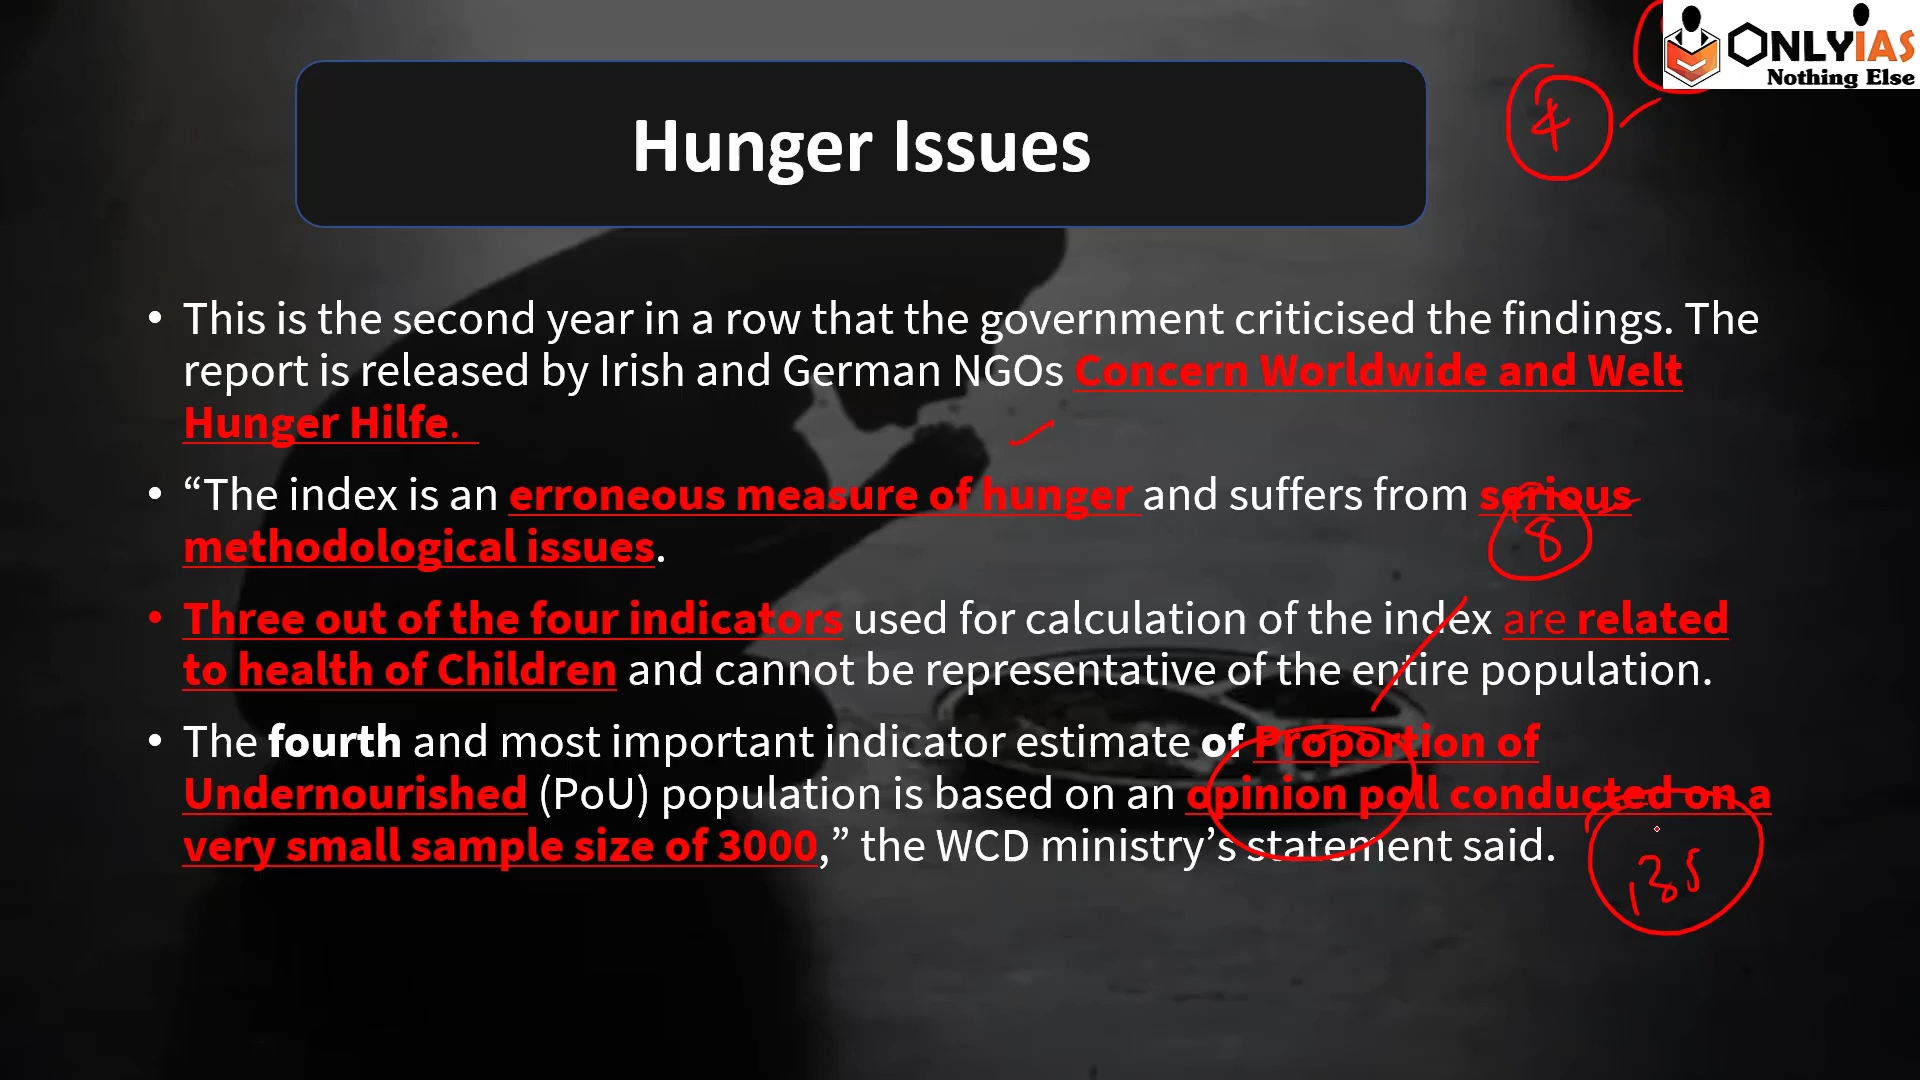 ONLYIAS
Nothing Else
4
Hunger Issues
• This is the second year in a row that the government criticised the findings. The
report is released by Irish and German NGOs Concern Worldwide and Welt
Hunger Hilfe.
• “The index is an erroneous measure of hunger and suffers from serious
methodological issues.
8
• Three out of the four indicators used for calculation of the index are related
to health of Children and cannot be representative of the entire population.
• The fourth and most important indicator estimate of Proportion of
Undernourished (PoU) population is based on an opinion poll conducted on a
very small sample size of 3000,” the WCD ministry’s statement said.
135